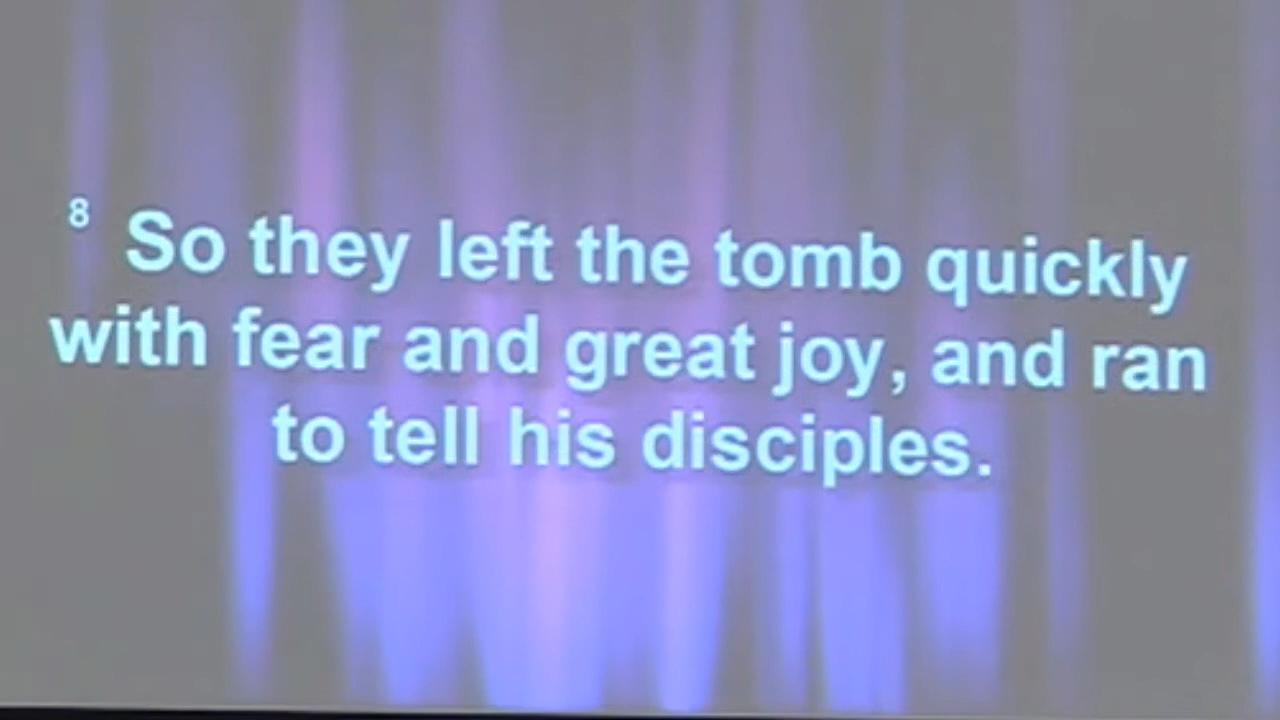 8 So they left the tomb quickly
with fear and great joy, and ran
to tell his disciples.